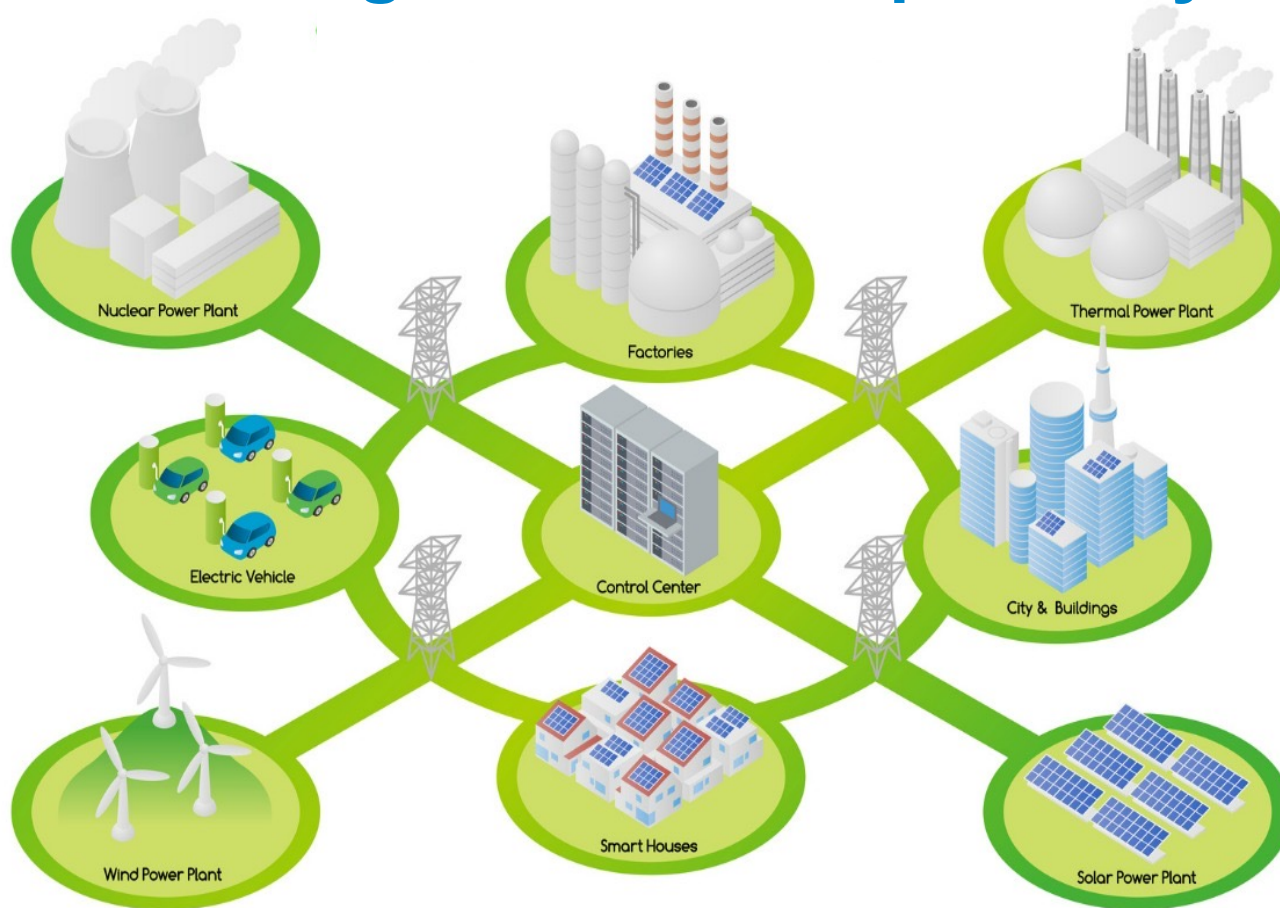 Nuclear Power Plant
Factories
Thermal Power Plant
Electric Vehicle
Control Center
City & Buildings
Wind Power Plant
Smart Houses
Solar Power Plant